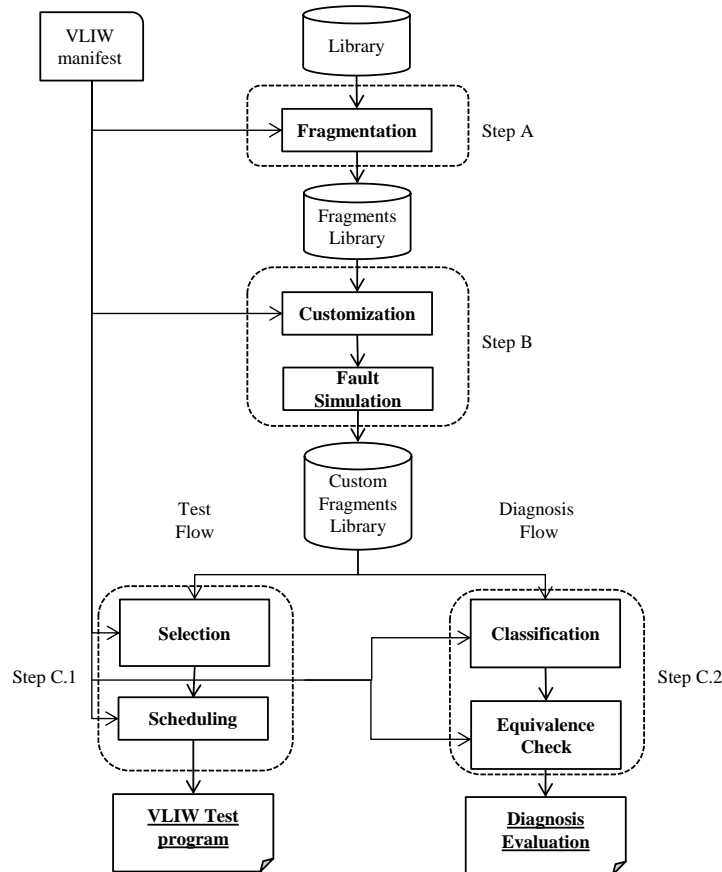 VLIW
manifest
Library
Fragmentation
Step A
Fragments
Library
Customization
Step B
Fault
Simulation
Custom
Fragments
Library
Test
Flow
Diagnosis
Flow
Selection
Classification
Step C.1
Step C.2
Scheduling
Equivalence
Check
VLIW Test
program
Diagnosis
Evaluation